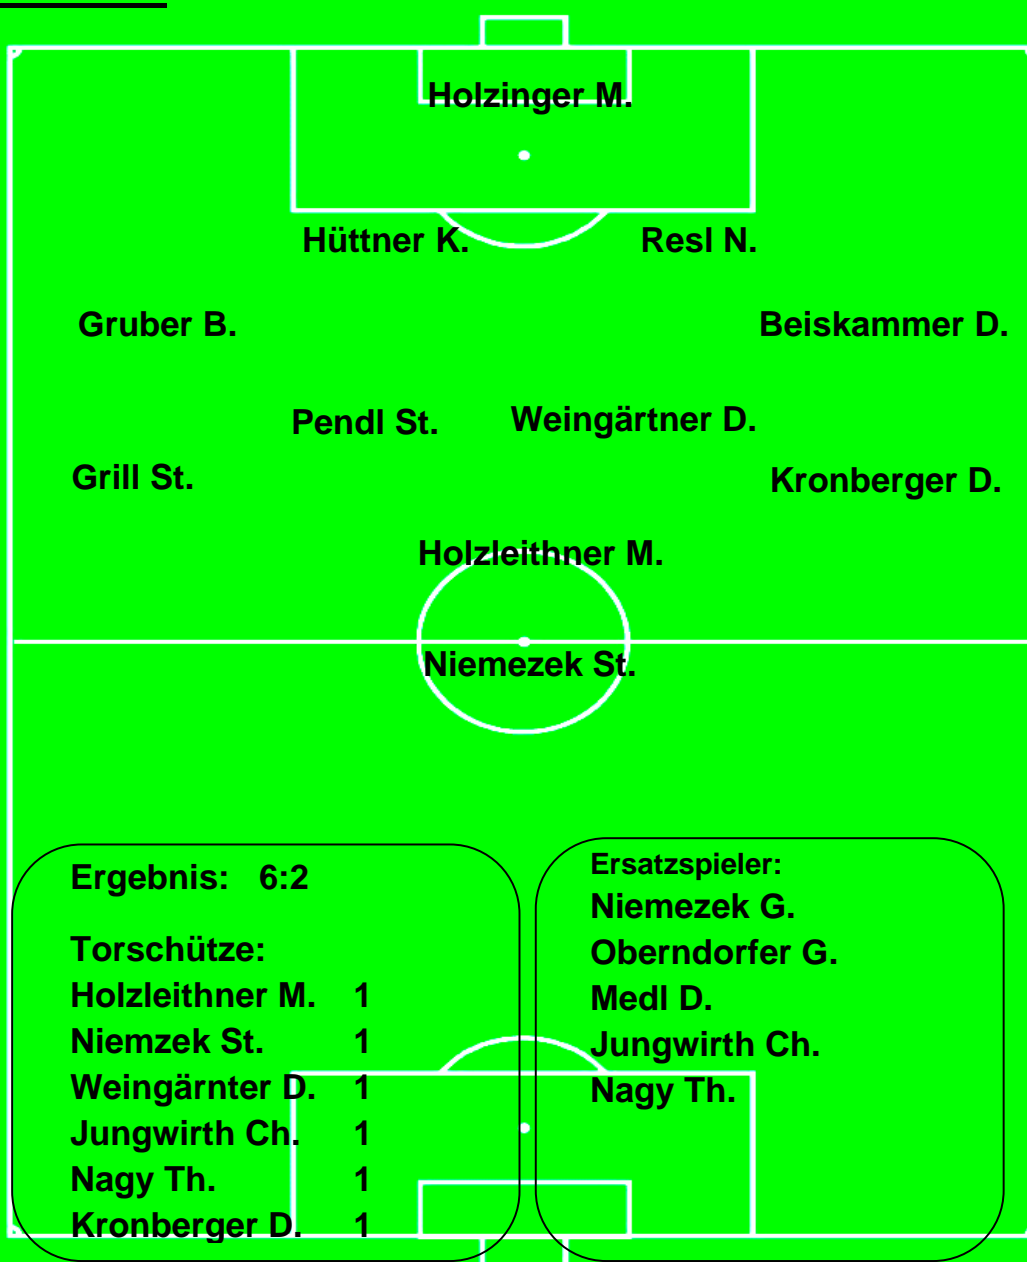 Holzinger M.
Hüttner K. Resl N.
Gruber B. Beiskammer D.
Pendl St. Weingärtner D.
Grill St. Kronberger D.
Holzleithner M.
Niemezek St.
Ergebnis: 6:2
Torschütze:
Holzleithner M. 1
Niemzek St. 1
Weingärnter D. 1
Jungwirth Ch. 1
Nagy Th. 1
Kronberger D. 1
Ersatzspieler:
Niemezek G.
Oberndorfer G.
Medl D.
Jungwirth Ch.
Nagy Th.